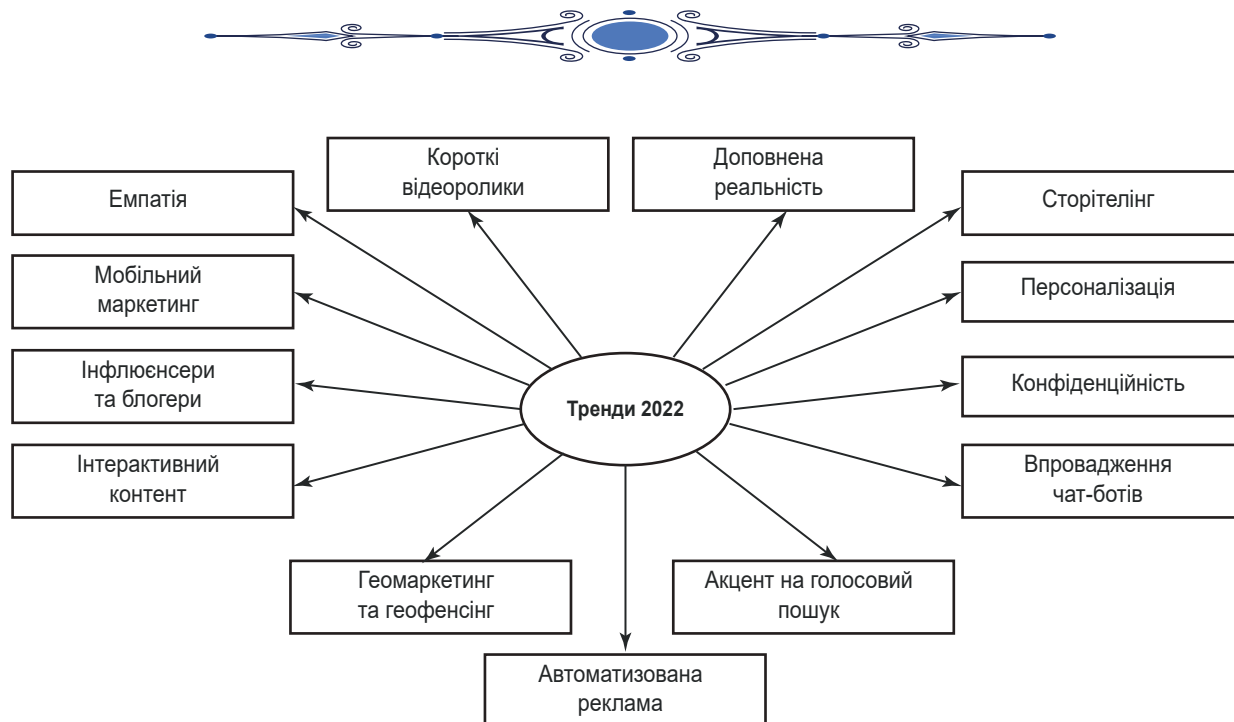 Короткі
відеоролики
Доповнена
реальність
Емпатія
Сторітелінг
Мобільний
маркетинг
Персоналізація
Інфлюєнсери
та блогери
Конфіденційність
Тренди 2022
Інтерактивний
контент
Впровадження
чат-ботів
Геомаркетинг
та геофенсінг
Акцент на голосовий
пошук
Автоматизована
реклама